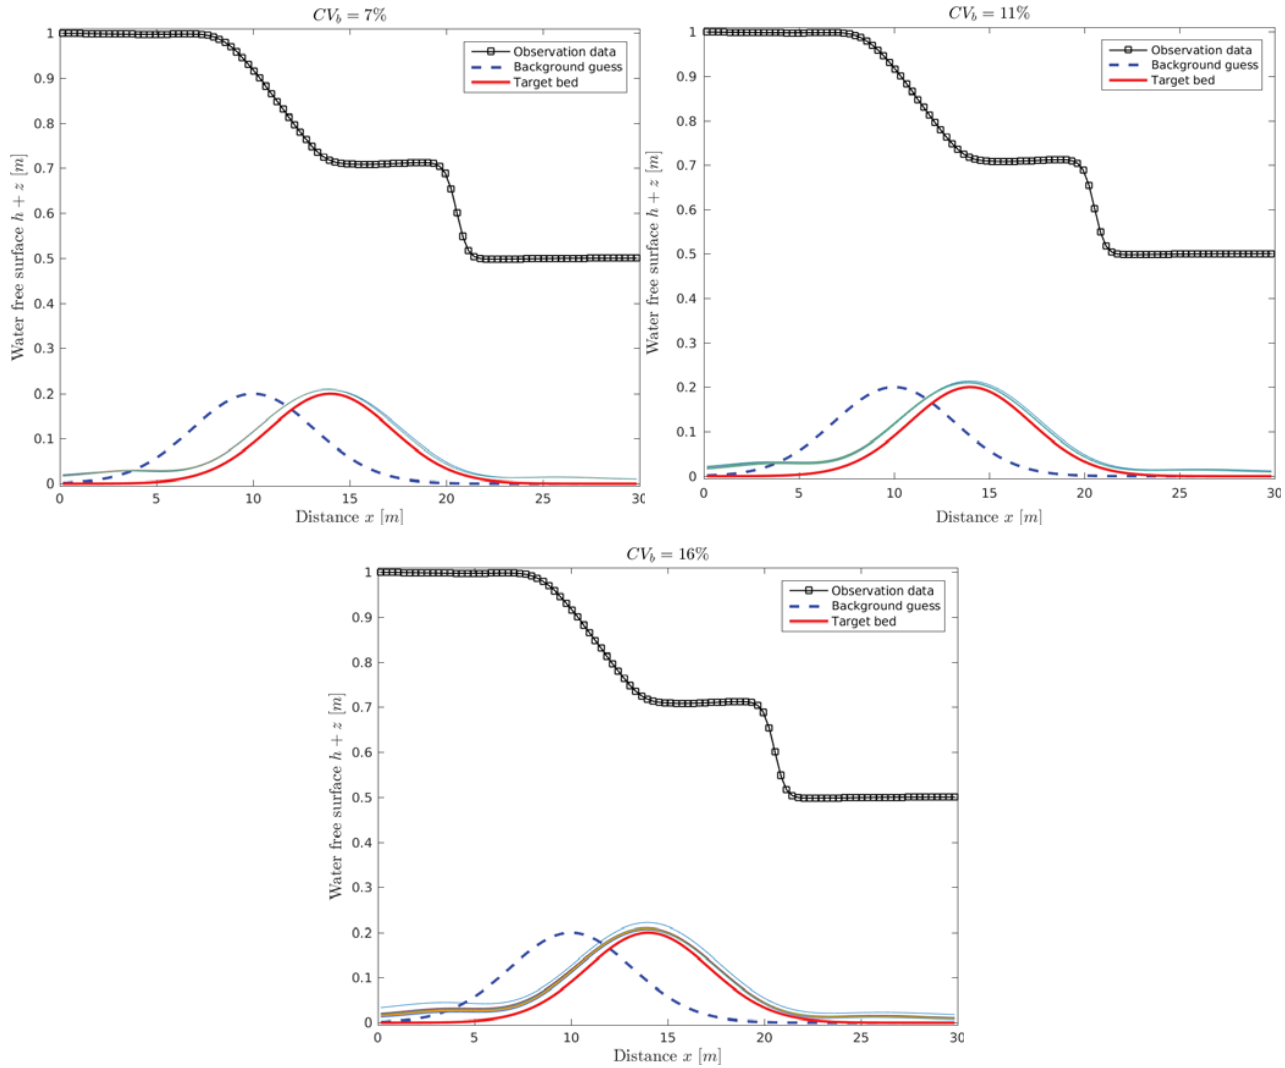 CV_b = 7%
1
0.9
0.8
0.7
0.6
0.5
0.4
0.3
0.2
0.1
0
Water free surface h + z [m]
Observation data
Background guess
Target bed
0 5 10 15 20 25 30
Distance x [m]
CV_b = 11%
1
0.9
0.8
0.7
0.6
0.5
0.4
0.3
0.2
0.1
0
Water free surface h + z [m]
Observation data
Background guess
Target bed
0 5 10 15 20 25 30
Distance x [m]
CV_b = 16%
1
0.9
0.8
0.7
0.6
0.5
0.4
0.3
0.2
0.1
0
Water free surface h + z [m]
Observation data
Background guess
Target bed
0 5 10 15 20 25 30
Distance x [m]